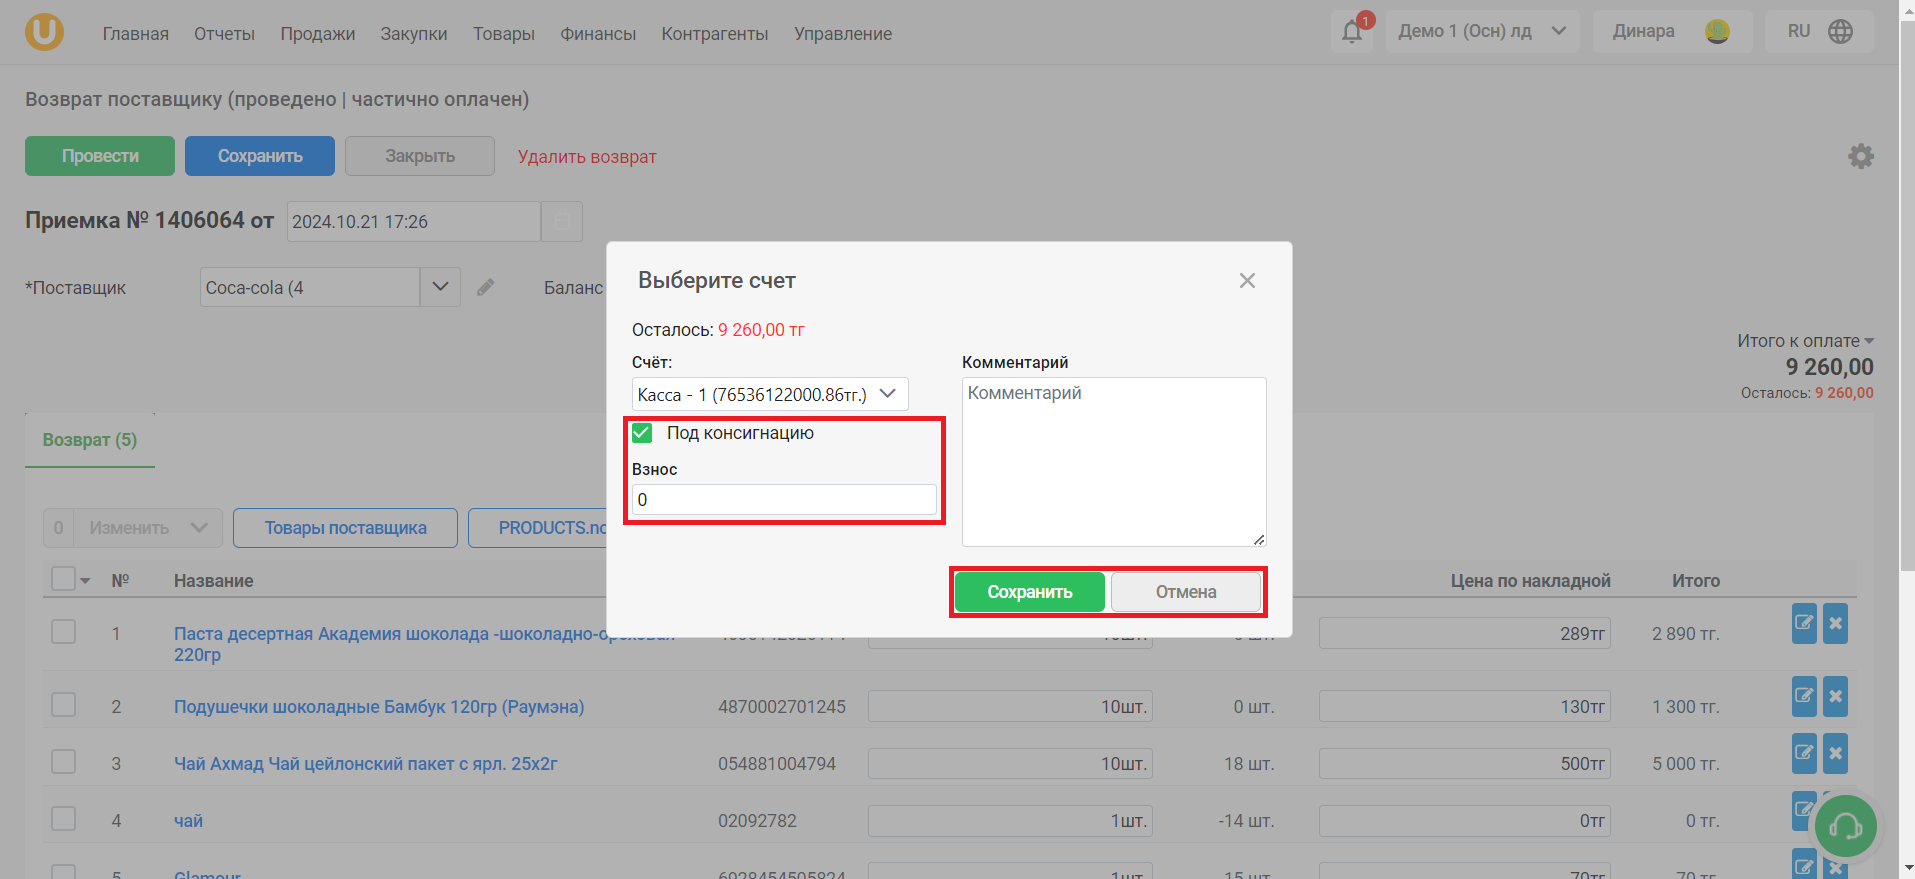 Главная Отчеты Продажи Закупки Товары Финансы Контрагенты Управление 1 Демо 1 (Осн) лд Динара RU
Возврат поставщику (проведено | частично оплачен)
Провести Сохранить Закрыть Удалить возврат
Приемка № 1406064 от 2024.10.21 17:26
*Поставщик Coca-cola (4 Баланс
Выберите счет
Осталось: 9 260,00 тг
Счёт:
Касса - 1 (76536122000.86тг.)
Под консигнацию
Взнос
0
Комментарий
Комментарий
Сохранить Отмена
Итого к оплате
9 260,00
Осталось: 9 260,00
Возврат (5)
0 Изменить Товары поставщика PRODUCTS.no
№ Название Цена по накладной Итого
1 Паста десертная Академия шоколада -шоколадно- 289тг 2 890 тг.
220гр
2 Подушечки шоколадные Бамбук 120гр (Раумэна) 4870002701245 10шт. 0 шт. 130тг 1 300 тг.
3 Чай Ахмад Чай цейлонский пакет с ярл. 25х2г 054881004794 10шт. 18 шт. 500тг 5 000 тг.
4 чай 02092782 1шт. -14 шт. 0тг 0 тг.
5 Glamour 6928454505824 1шт. 15 шт. 70тг 70 тг.